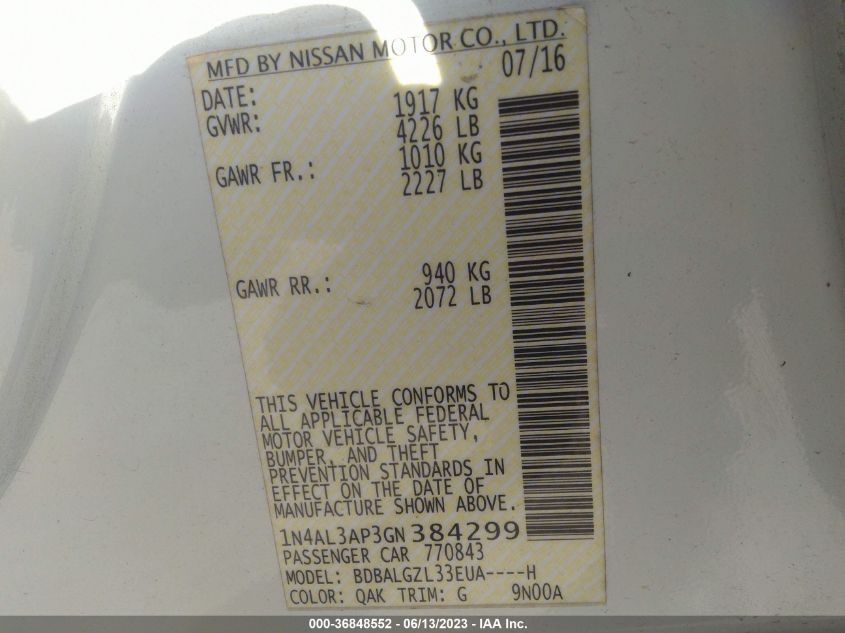 MFD BY NISSAN MOTOR CO., LTD.
DATE: 07/16
GVWR: 1917 KG
4226 LB
GAWR FR.: 1010 KG
2227 LB
GAWR RR.: 940 KG
2072 LB
THIS VEHICLE CONFORMS TO
ALL APPLICABLE FEDERAL
MOTOR VEHICLE SAFETY,
BUMPER, AND THEFT
PREVENTION STANDARDS IN
EFFECT ON THE DATE OF
MANUFACTURE SHOWN ABOVE.
1N4AL3AP3GN384299
PASSENGER CAR 770843
MODEL: BDBALGZL33EUA----H
COLOR: QAK TRIM: G 9N00A
000-36848552 - 06/13/2023 - IAA Inc.